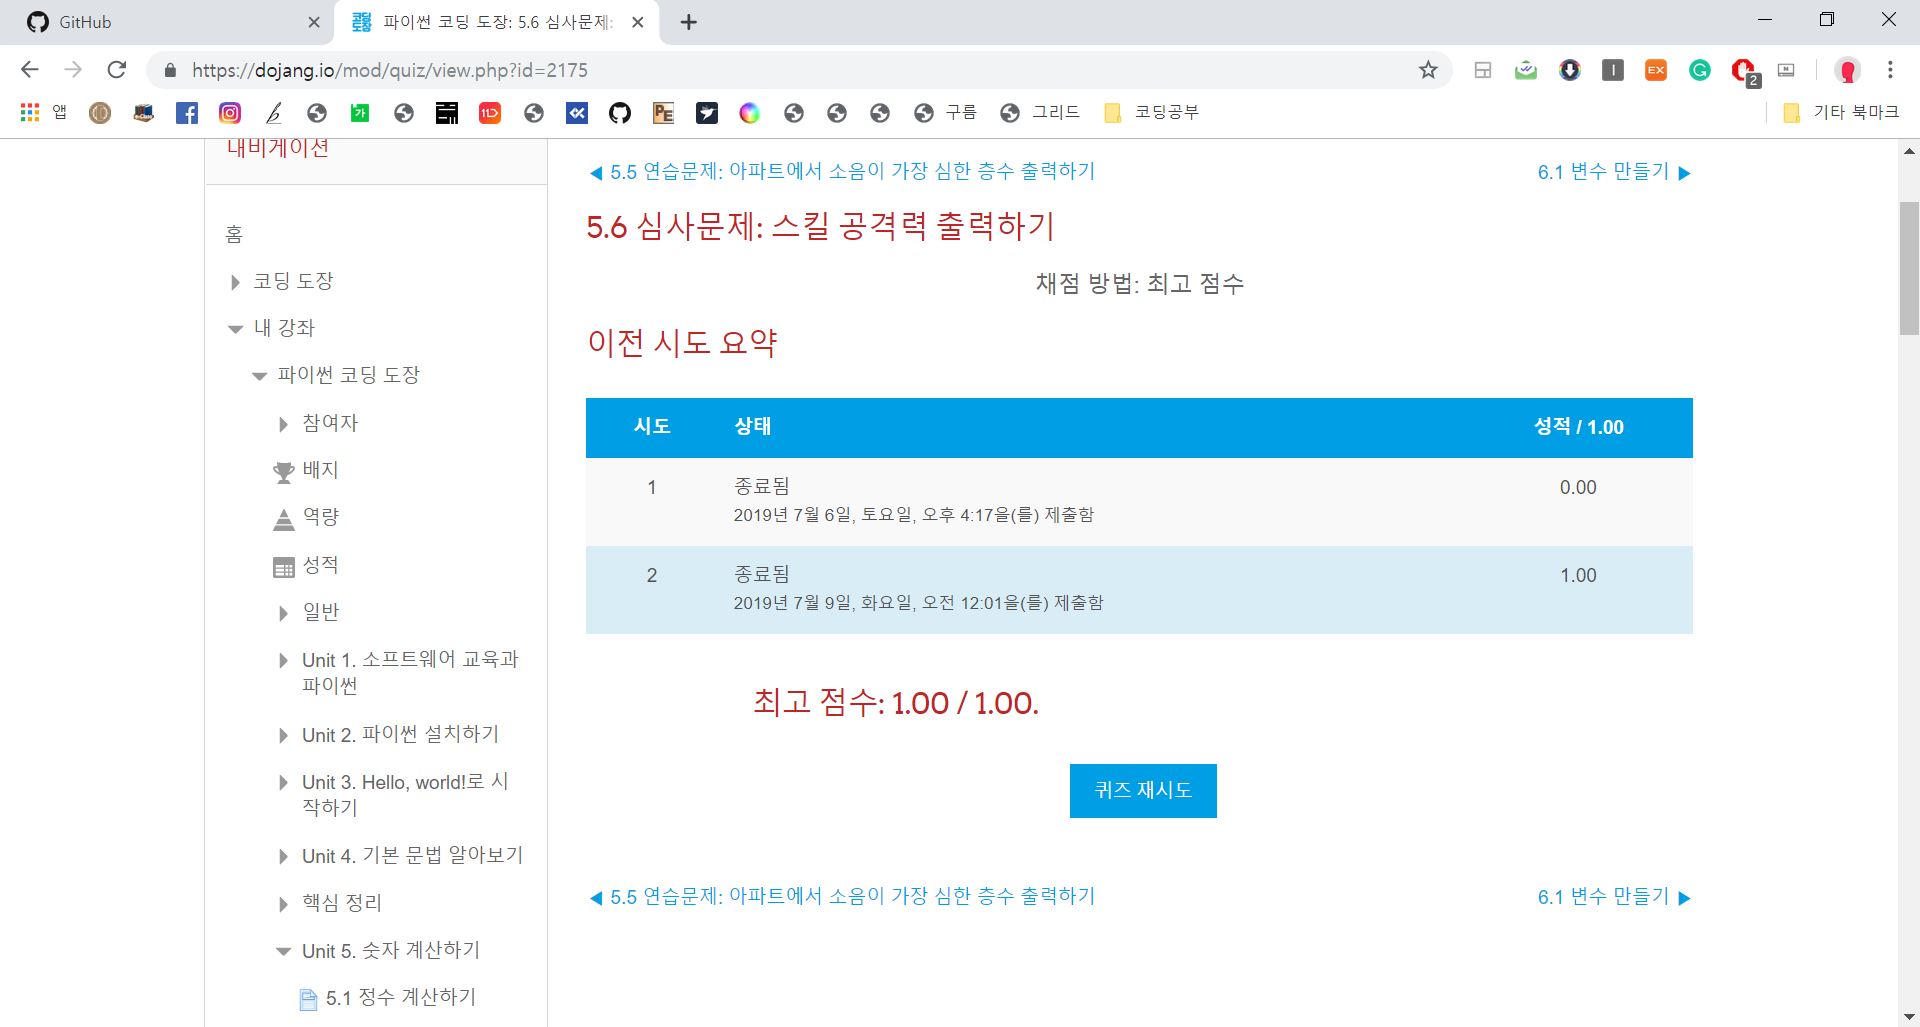 GitHub
파이썬 코딩 도장: 5.6 심사문제:
https://dojang.io/mod/quiz/view.php?id=2175
EX
2
앱
가
11D
PE
구름
그리드
코딩공부
기타 북마크
내비게이션
홈
코딩 도장
내 강좌
파이썬 코딩 도장
참여자
배지
역량
성적
일반
Unit 1. 소프트웨어 교육과
파이썬
Unit 2. 파이썬 설치하기
Unit 3. Hello, world!로 시
작하기
Unit 4. 기본 문법 알아보기
핵심 정리
Unit 5. 숫자 계산하기
5.1 정수 계산하기
◀ 5.5 연습문제: 아파트에서 소음이 가장 심한 층수 출력하기
6.1 변수 만들기 ▶
5.6 심사문제: 스킬 공격력 출력하기
채점 방법: 최고 점수
이전 시도 요약
시도 상태 성적 / 1.00
1 종료됨 0.00
2019년 7월 6일, 토요일, 오후 4:17을(를) 제출함
2 종료됨 1.00
2019년 7월 9일, 화요일, 오전 12:01을(를) 제출함
최고 점수: 1.00 / 1.00.
퀴즈 재시도
◀ 5.5 연습문제: 아파트에서 소음이 가장 심한 층수 출력하기
6.1 변수 만들기 ▶